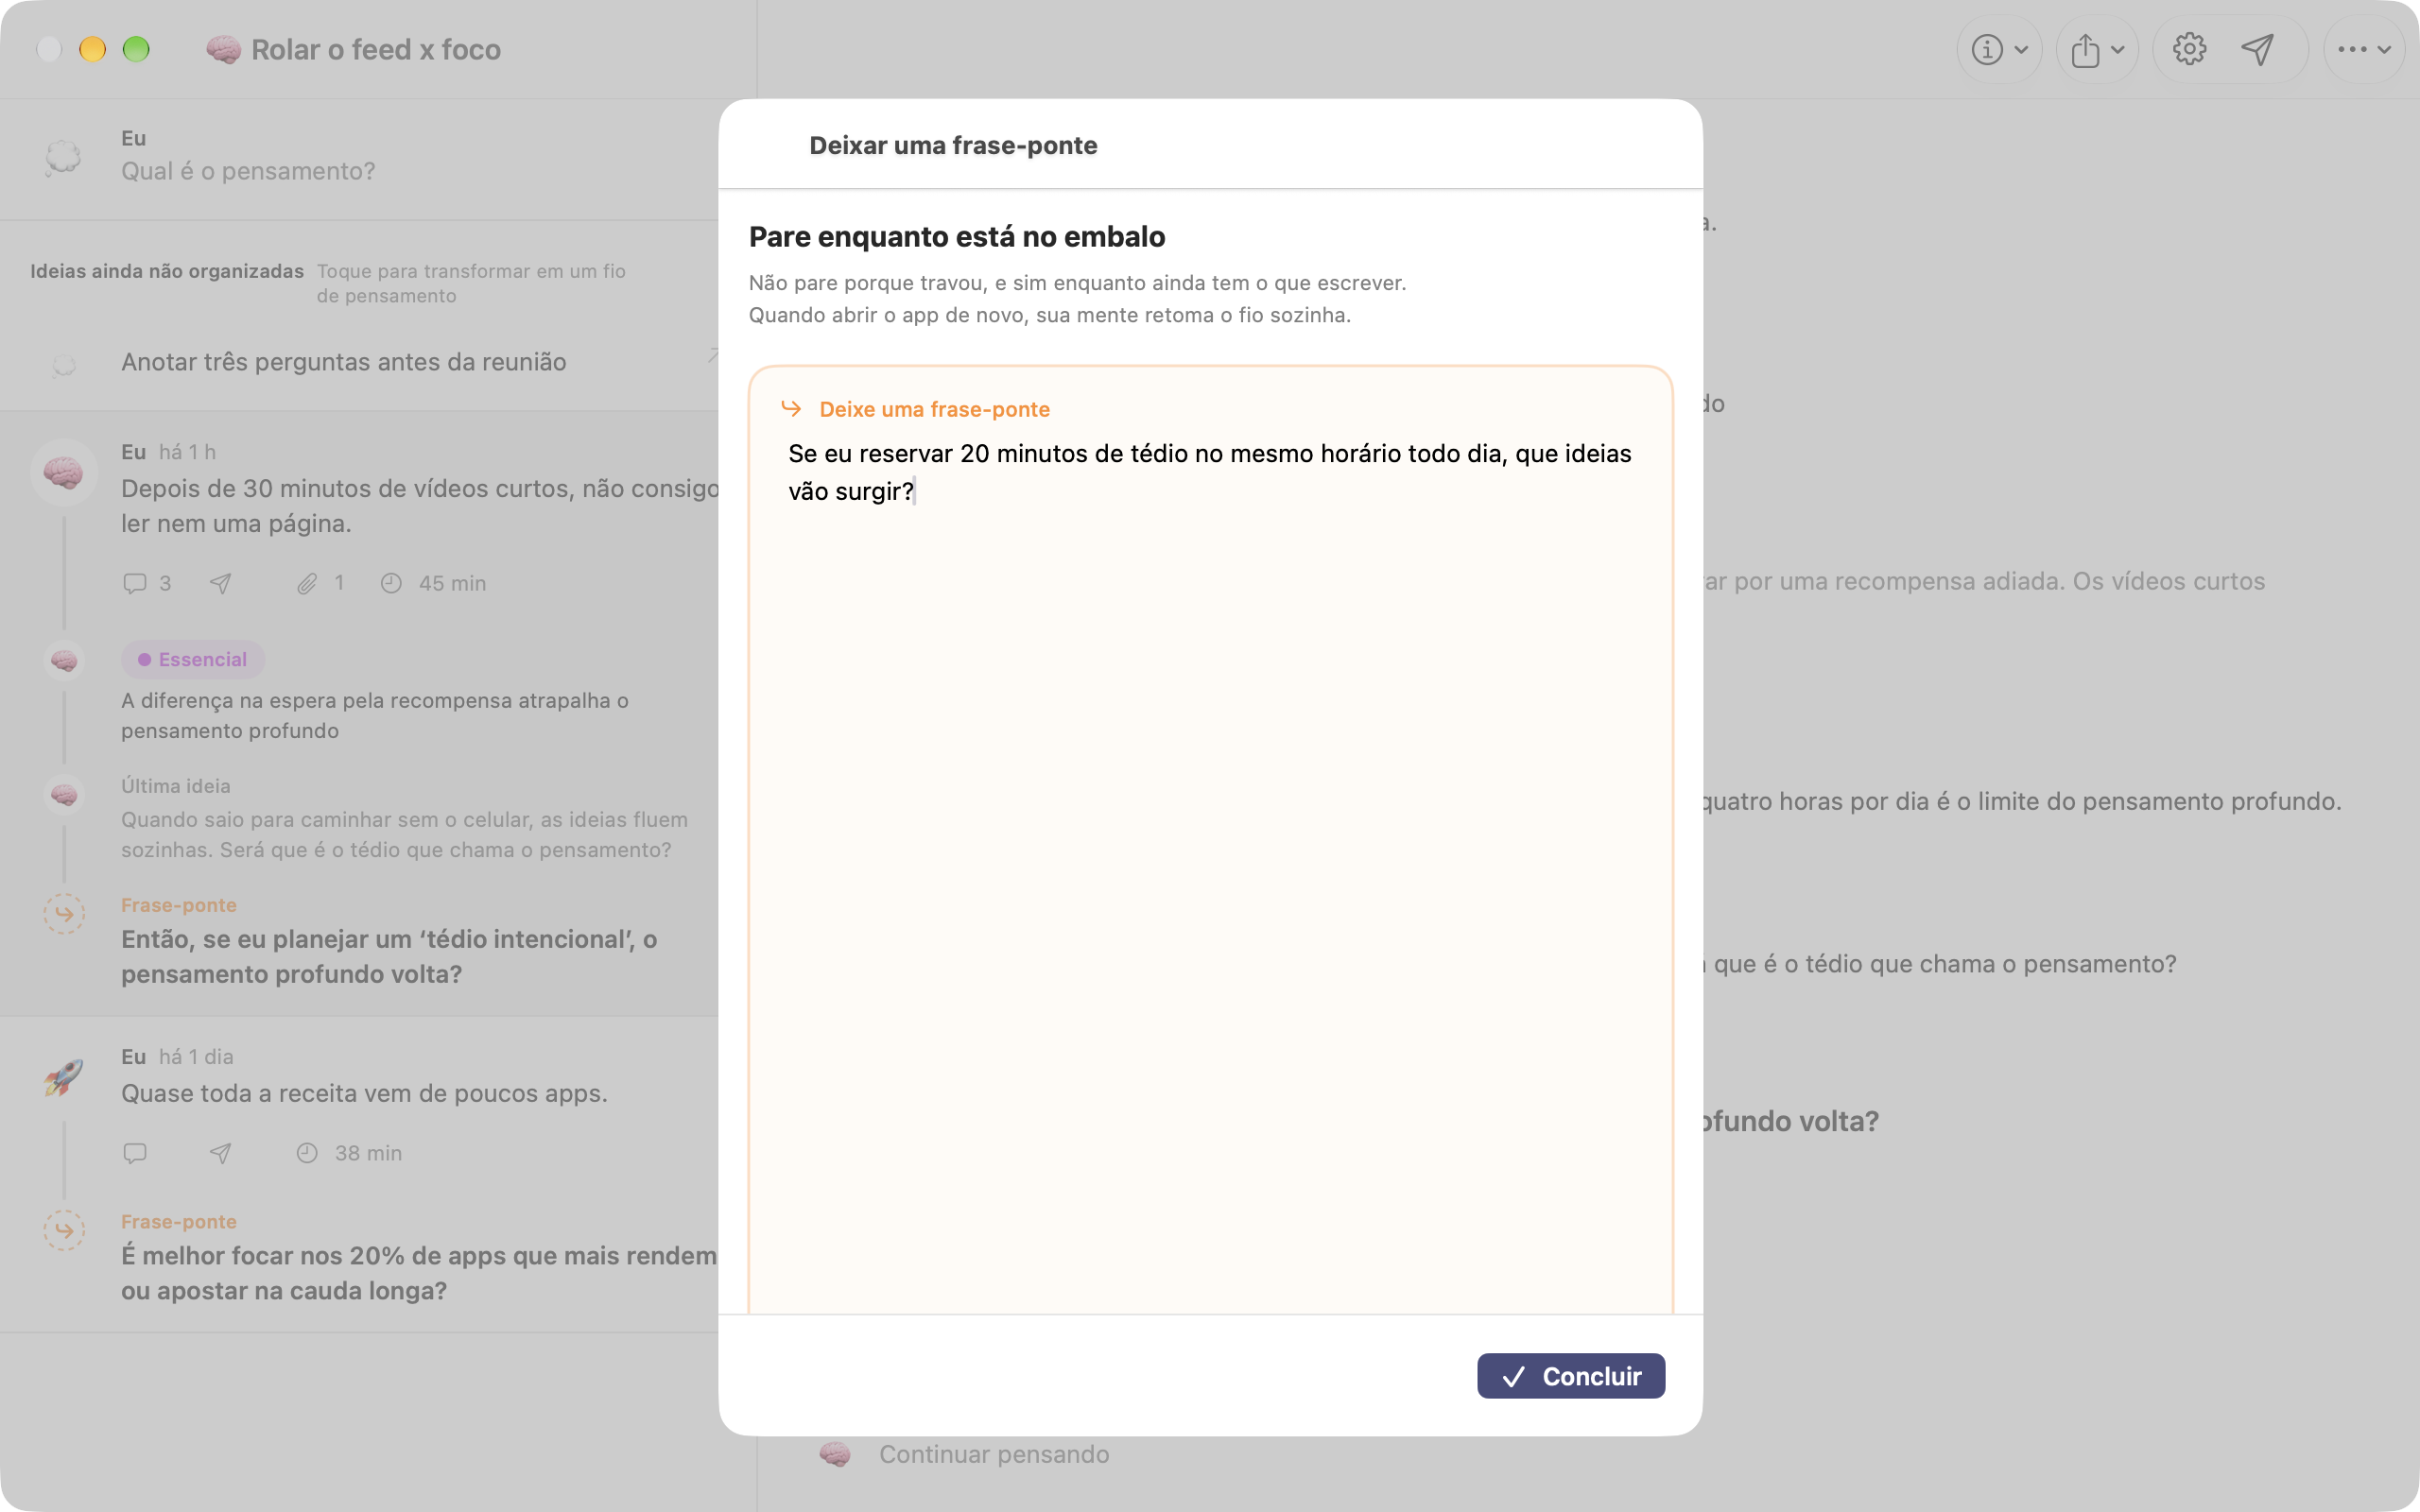 Rolar o feed x foco
Eu
Qual é o pensamento?
Ideias ainda não organizadas
Toque para transformar em um fio
de pensamento
Anotar três perguntas antes da reunião
Eu há 1 h
Depois de 30 minutos de vídeos curtos, não consigo
ler nem uma página.
3 1 45 min
Essencial
A diferença na espera pela recompensa atrapalha o
pensamento profundo
Última ideia
Quando saio para caminhar sem o celular, as ideias fluem
sozinhas. Será que é o tédio que chama o pensamento?
Frase-ponte
Então, se eu planejar um ‘tédio intencional’, o
pensamento profundo volta?
Eu há 1 dia
Quase toda a receita vem de poucos apps.
38 min
Frase-ponte
É melhor focar nos 20% de apps que mais rendem
ou apostar na cauda longa?
Deixar uma frase-ponte
Pare enquanto está no embalo
Não pare porque travou, e sim enquanto ainda tem o que escrever.
Quando abrir o app de novo, sua mente retoma o fio sozinha.
Deixe uma frase-ponte
Se eu reservar 20 minutos de tédio no mesmo horário todo dia, que ideias
vão surgir?
Concluir
por uma recompensa adiada. Os vídeos curtos
quatro horas por dia é o limite do pensamento profundo.
que é o tédio que chama o pensamento?
volta?
Continuar pensando